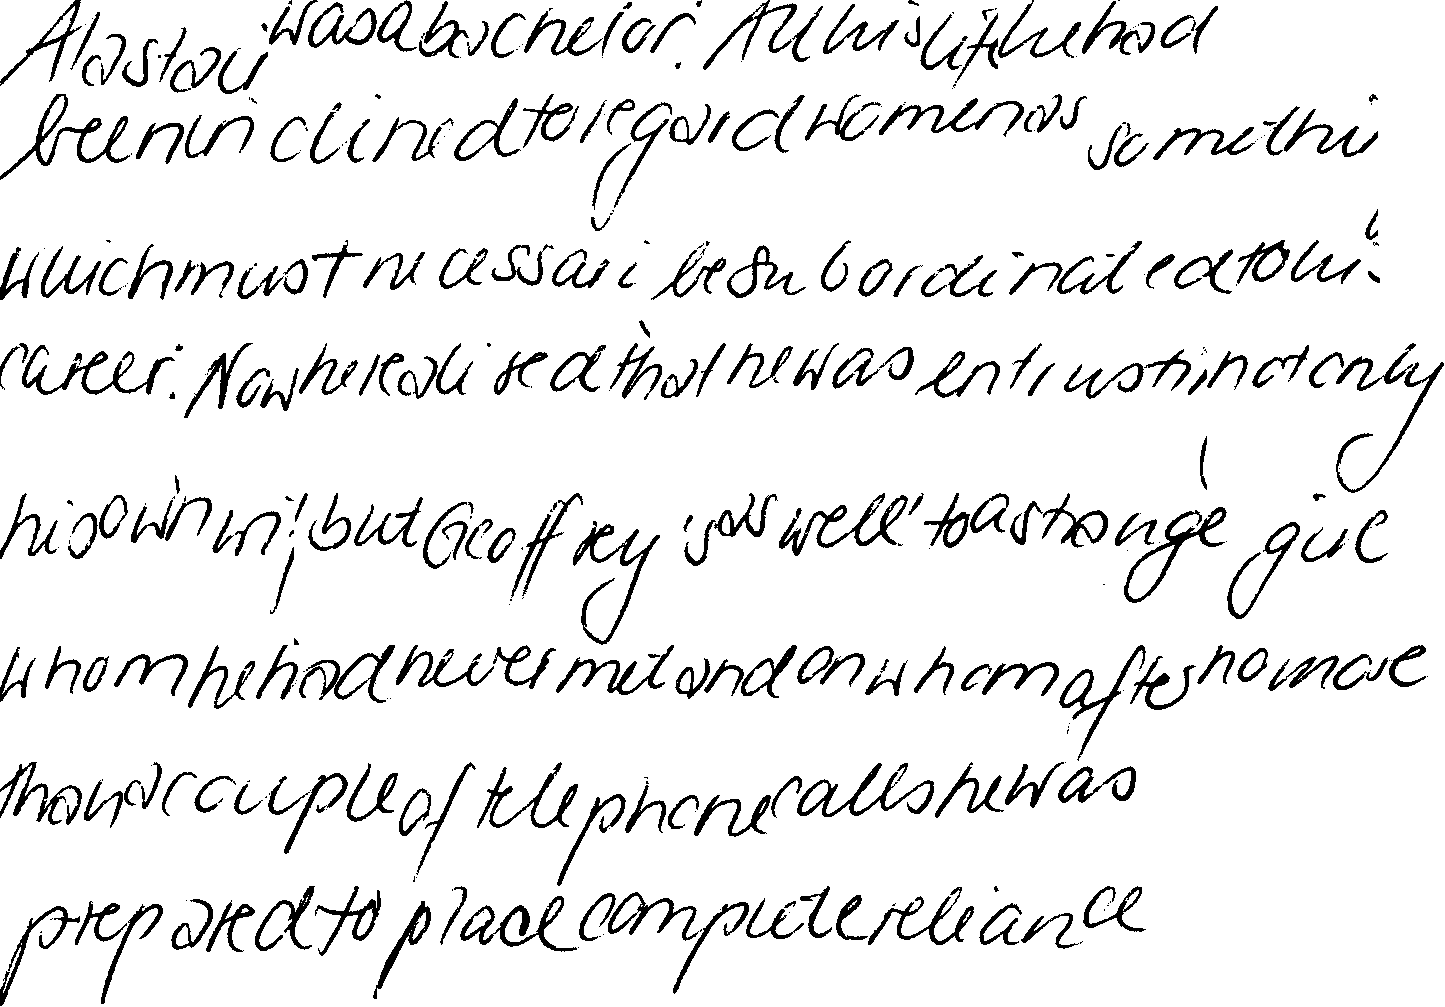 Alastair was a bachelor. All his life he had
been inclined to regard women as somethi
which must necessari be subordinated to his
career. Now he realised that he was entrustin not only
his own wi! but Geoffrey 's as well' to a strange girl
whom he had never met and on whom after no more
than a couple of telephone calls he was
prepared to place complete reliance